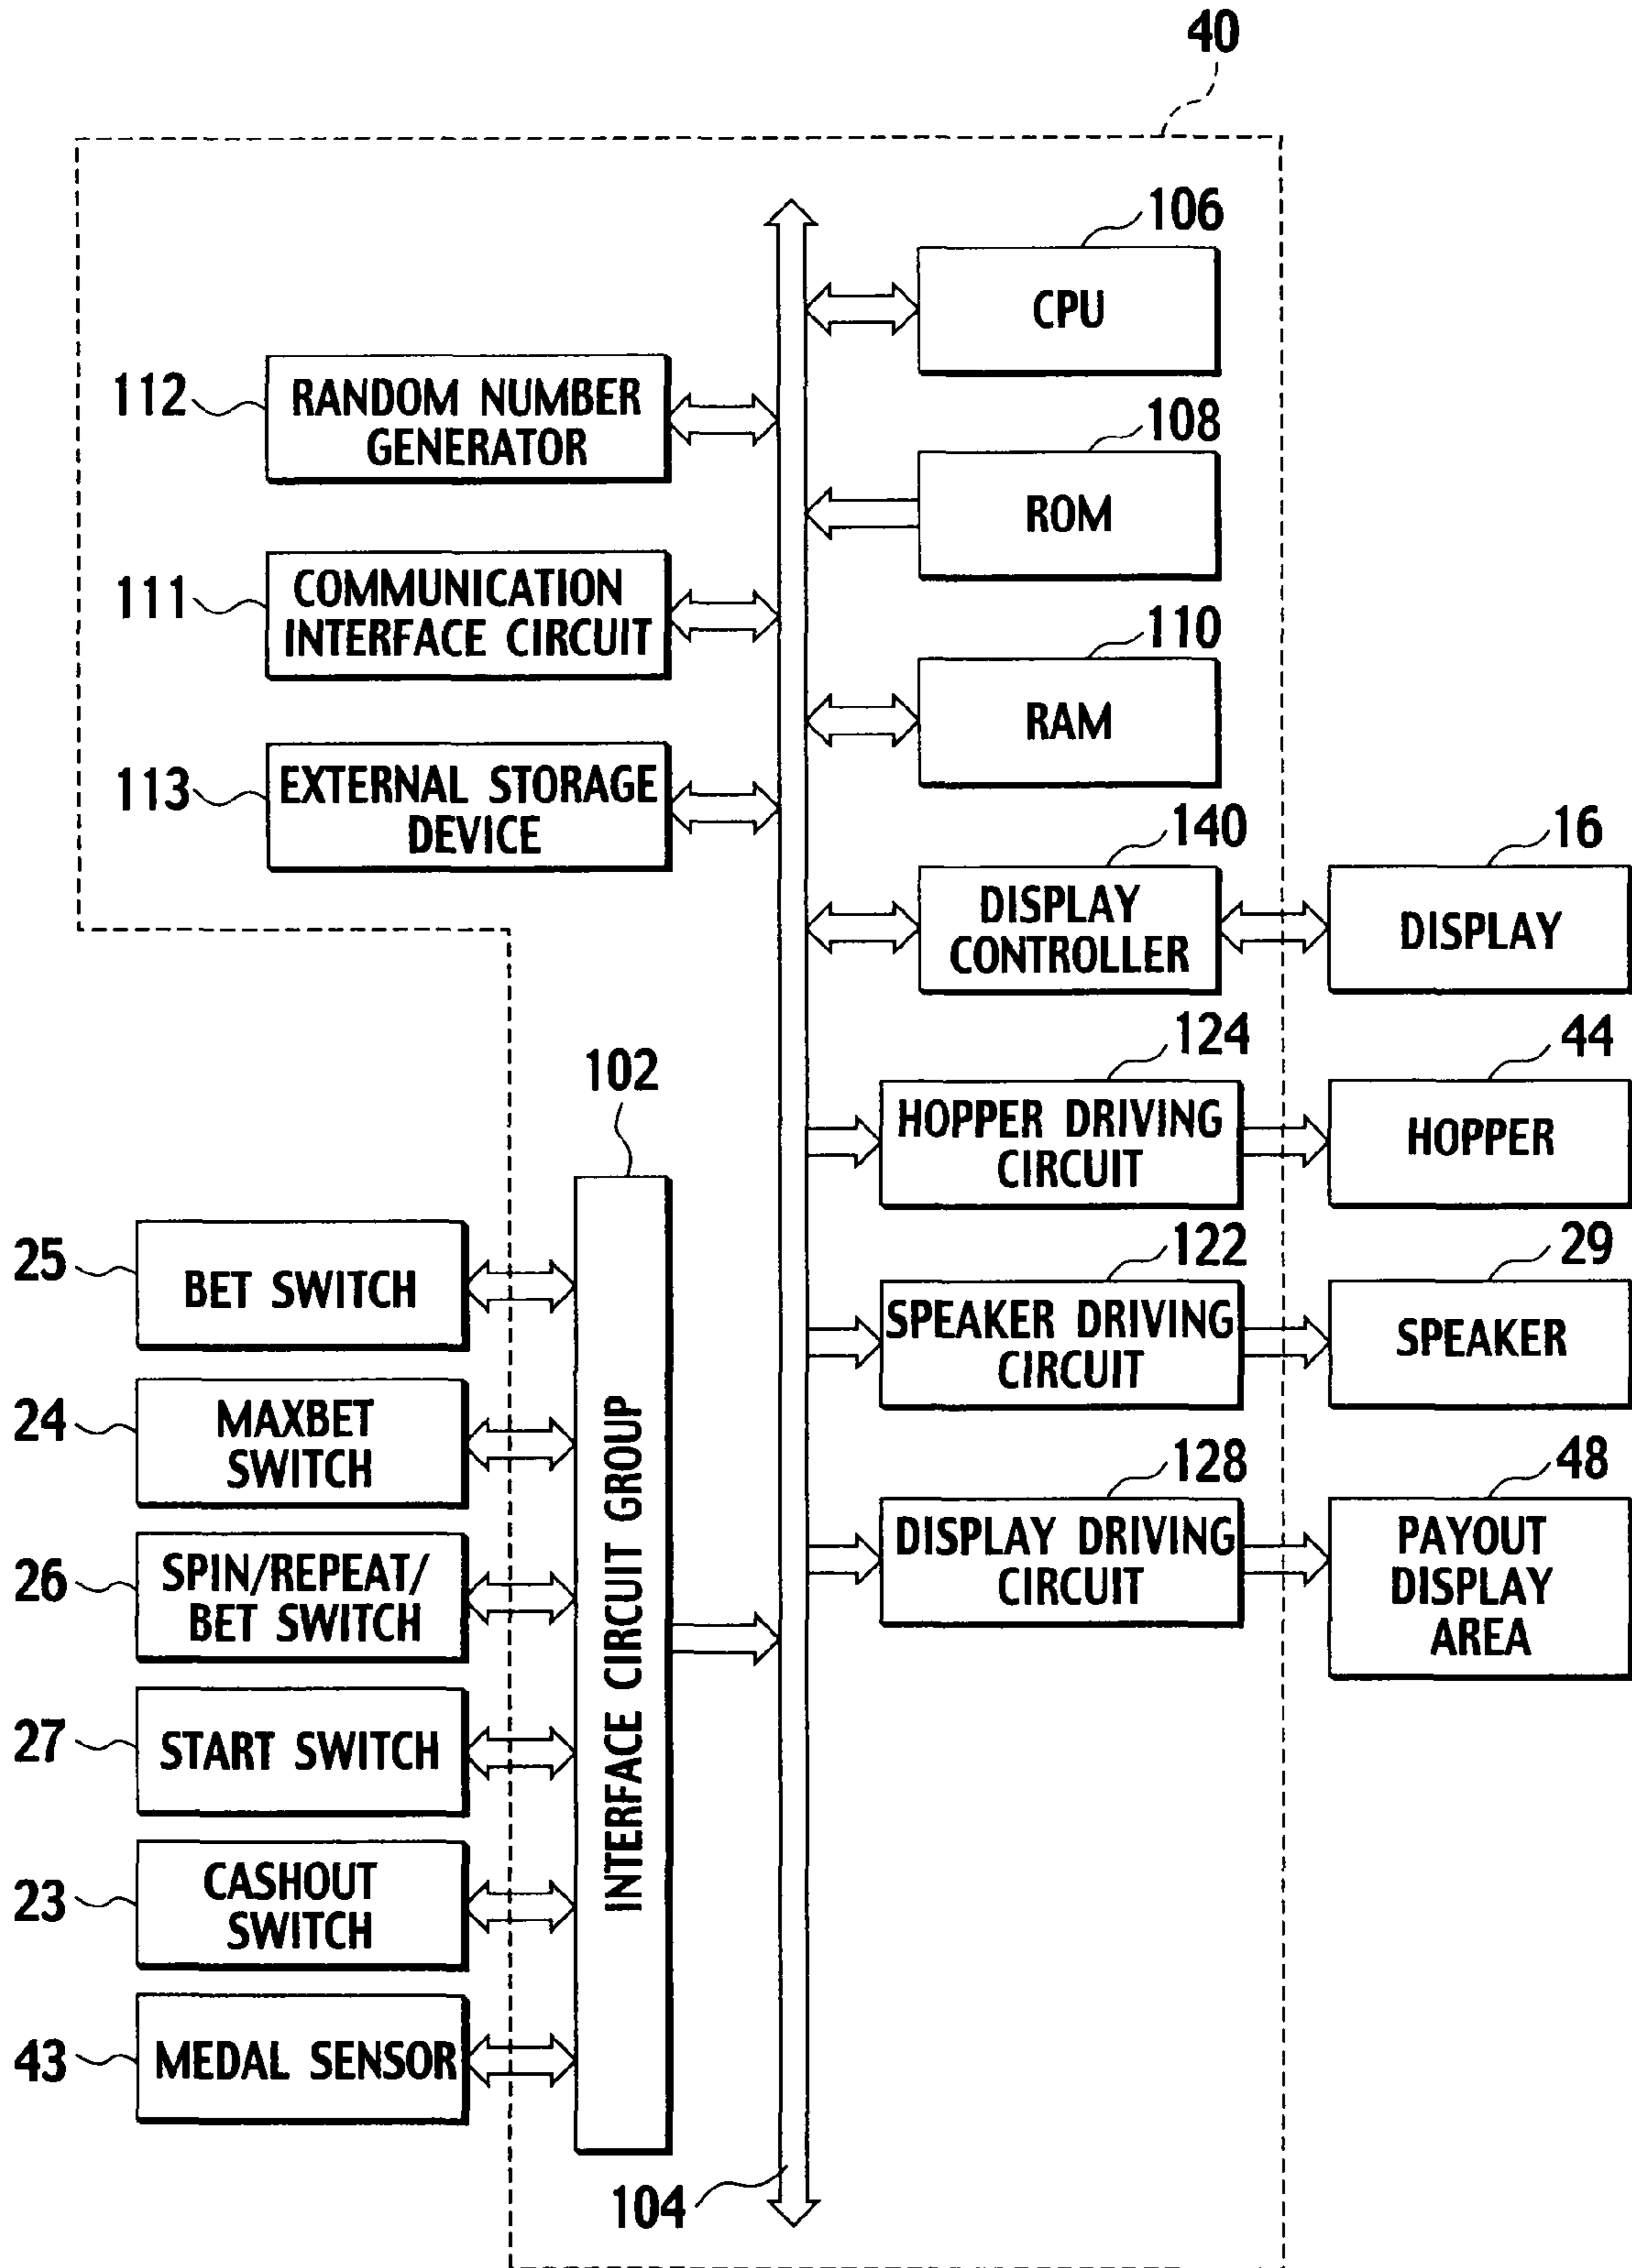 40
106
CPU
112
RANDOM NUMBER
GENERATOR
108
ROM
111
COMMUNICATION
INTERFACE CIRCUIT
110
RAM
113
EXTERNAL STORAGE
DEVICE
140
DISPLAY
CONTROLLER
16
DISPLAY
124
HOPPER DRIVING
CIRCUIT
44
HOPPER
102
INTERFACE CIRCUIT GROUP
25
BET SWITCH
122
SPEAKER DRIVING
CIRCUIT
29
SPEAKER
24
MAXBET
SWITCH
128
DISPLAY DRIVING
CIRCUIT
48
PAYOUT
DISPLAY
AREA
26
SPIN/REPEAT/
BET SWITCH
27
START SWITCH
23
CASHOUT
SWITCH
43
MEDAL SENSOR
104